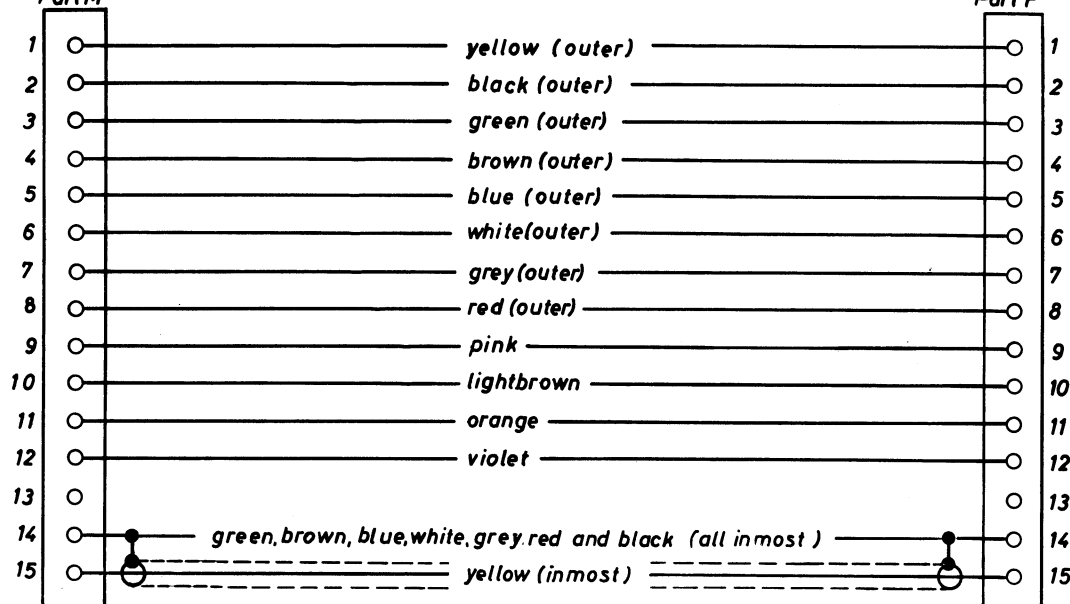 1 yellow (outer) 1
2 black (outer) 2
3 green (outer) 3
4 brown (outer) 4
5 blue (outer) 5
6 white(outer) 6
7 grey (outer) 7
8 red (outer) 8
9 pink 9
10 lightbrown 10
11 orange 11
12 violet 12
13 13
14 green, brown, blue, white, grey. red and black (all inmost) 14
15 yellow (inmost) 15